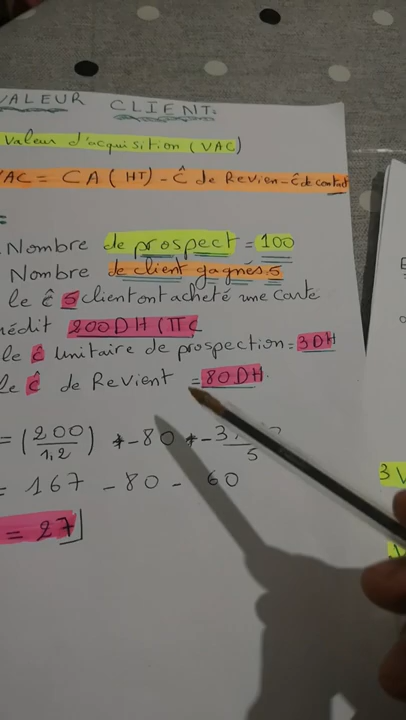 VALEUR CLIENT:
Valeur d'acquisition (VAC)
VAC = CA (HT) - Ĉ de Revien - Ĉ de contact
=
Nombre de prospect = 100
Nombre de client gagnés: 5
le ĉ 5 client ont acheté une carte
crédit 200DH (TTC
le ĉ Unitaire de prospection = 3DH
le ĉ de Revient = 80DH.
= (200/1,2) - 80 -
5
= 167 - 80 - 60
= 27
3